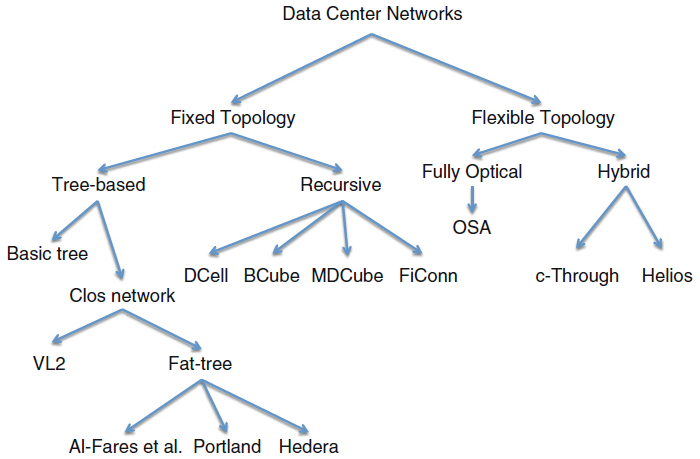 Data Center Networks
Fixed Topology
Flexible Topology
Tree-based
Recursive
Fully Optical
Hybrid
Basic tree
OSA
DCell
BCube
MDCube
FiConn
c-Through
Helios
Clos network
VL2
Fat-tree
Al-Fares et al.
Portland
Hedera